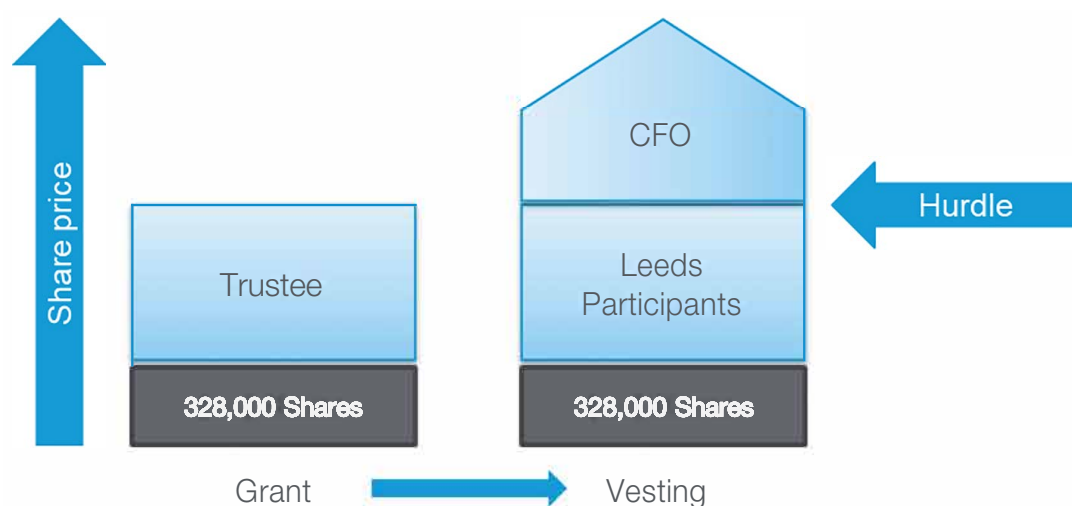 Share price
CFO
Hurdle
Trustee
Leeds
Participants
328,000 Shares
328,000 Shares
Grant
Vesting